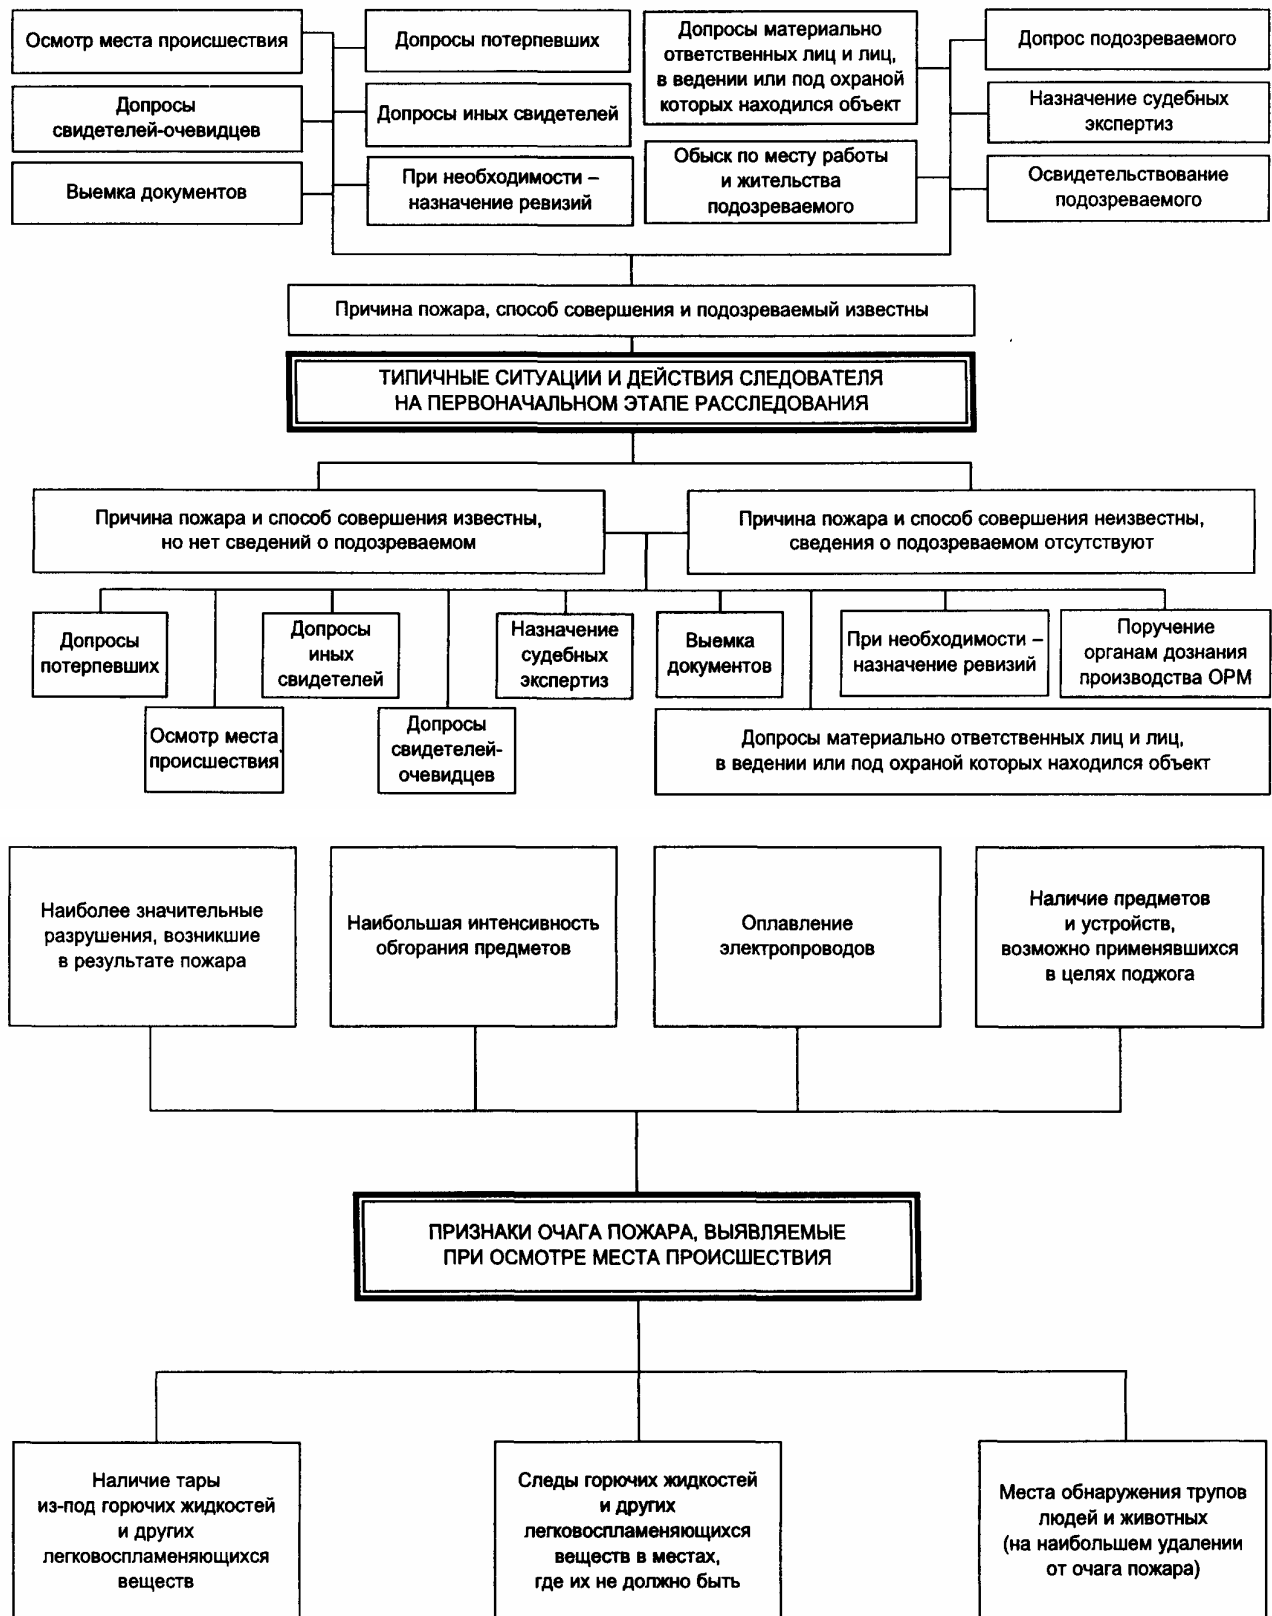 Осмотр места происшествия
Допросы
свидетелей-очевидцев
Выемка документов
Допросы потерпевших
Допросы иных свидетелей
При необходимости –
назначение ревизий
Допросы материально
ответственных лиц и лиц,
в ведении или под охраной
которых находился объект
Обыск по месту работы
и жительства
подозреваемого
Допрос подозреваемого
Назначение судебных
экспертиз
Освидетельствование
подозреваемого
Причина пожара, способ совершения и подозреваемый известны
ТИПИЧНЫЕ СИТУАЦИИ И ДЕЙСТВИЯ СЛЕДОВАТЕЛЯ
НА ПЕРВОНАЧАЛЬНОМ ЭТАПЕ РАССЛЕДОВАНИЯ
Причина пожара и способ совершения известны,
но нет сведений о подозреваемом
Причина пожара и способ совершения неизвестны,
сведения о подозреваемом отсутствуют
Допросы
потерпевших
Осмотр места
происшествия
Допросы
иных
свидетелей
Допросы
свидетелей-
очевидцев
Назначение
судебных
экспертиз
Выемка
документов
При необходимости –
назначение ревизий
Поручение
органам дознания
производства ОРМ
Допросы материально ответственных лиц и лиц,
в ведении или под охраной которых находился объект
Наиболее значительные
разрушения, возникшие
в результате пожара
Наибольшая интенсивность
обгорания предметов
Оплавление
электропроводов
Наличие предметов
и устройств,
возможно применявшихся
в целях поджога
ПРИЗНАКИ ОЧАГА ПОЖАРА, ВЫЯВЛЯЕМЫЕ
ПРИ ОСМОТРЕ МЕСТА ПРОИСШЕСТВИЯ
Наличие тары
из-под горючих жидкостей
и других
легковоспламеняющихся
веществ
Следы горючих жидкостей
и других
легковоспламеняющихся
веществ в местах,
где их не должно быть
Места обнаружения трупов
людей и животных
(на наибольшем удалении
от очага пожара)